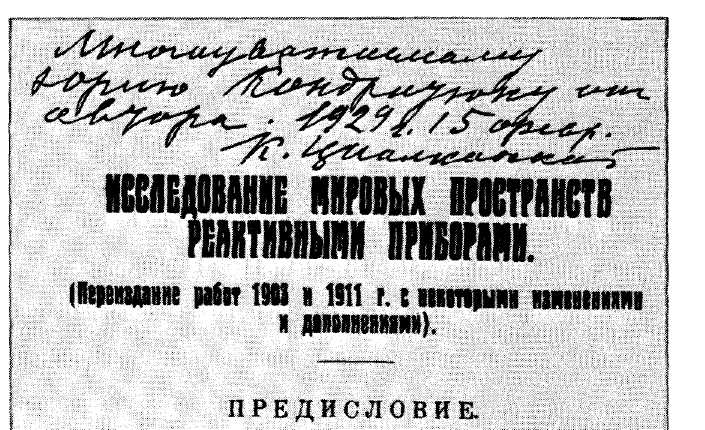 Многоуважаемому
Юрию Кондратюку от
автора. 1929 г. 15 февр.
К. Циолковский
ИССЛЕДОВАНИЕ МИРОВЫХ ПРОСТРАНСТВ
РЕАКТИВНЫМИ ПРИБОРАМИ.
(Переиздание работ 1903 и 1911 г. с некоторыми изменениями
и дополнениями).
ПРЕДИСЛОВИЕ.